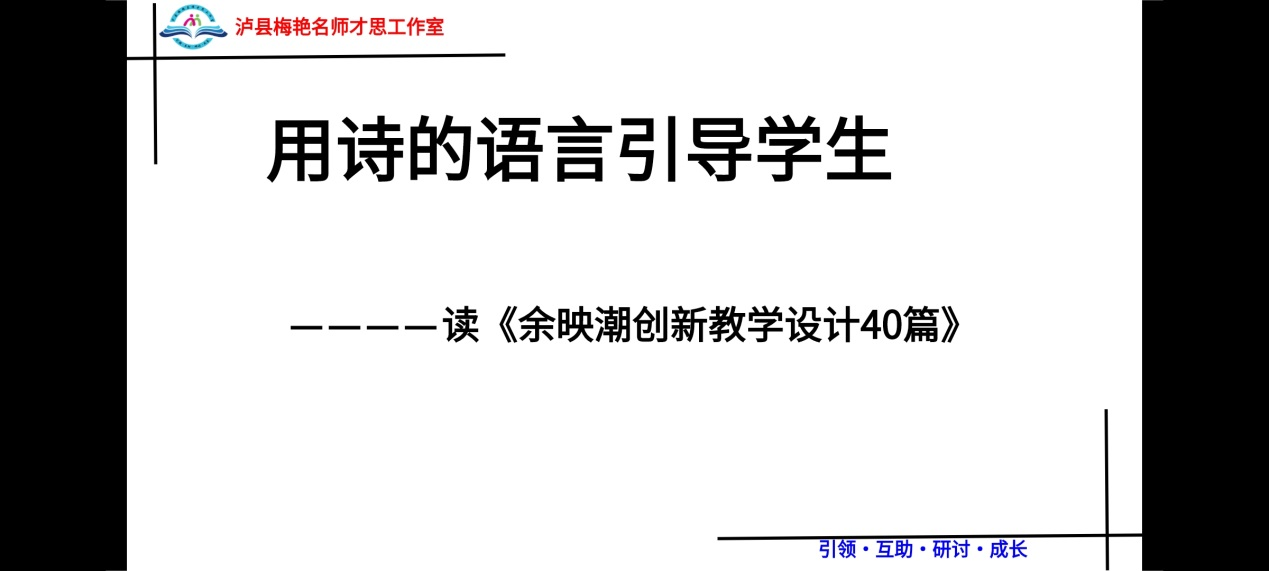 泸县梅艳名师才思工作室
用诗的语言引导学生
————读《余映潮创新教学设计40篇》
引领·互助·研讨·成长